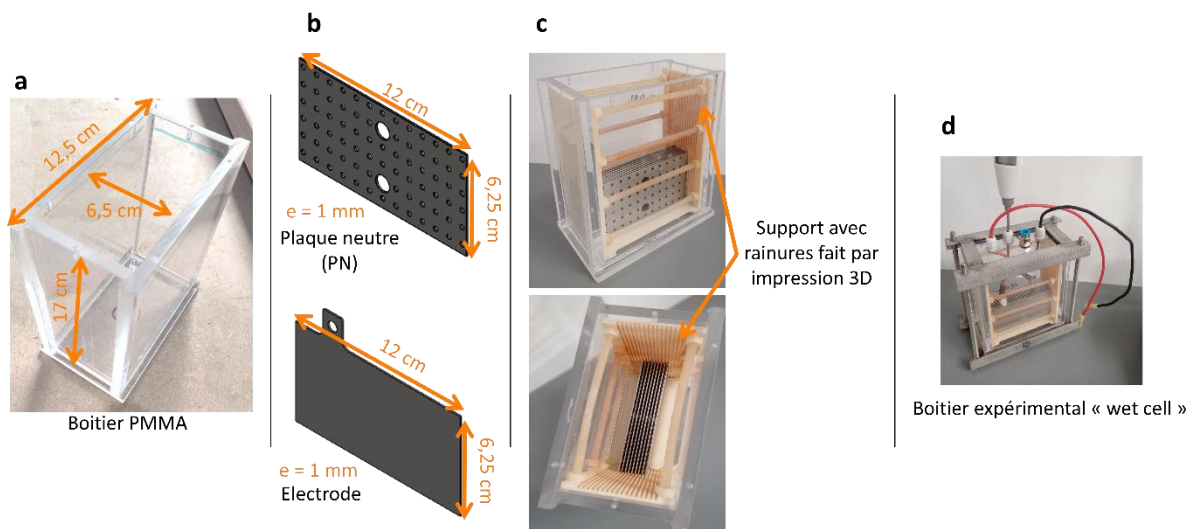 a
12,5 cm
6,5 cm
17 cm
Boitier PMMA
b
12 cm
6,25 cm
e = 1 mm
Plaque neutre
(PN)
12 cm
6,25 cm
e = 1 mm
Electrode
c
Support avec
rainures fait par
impression 3D
d
Boitier expérimental « wet cell »